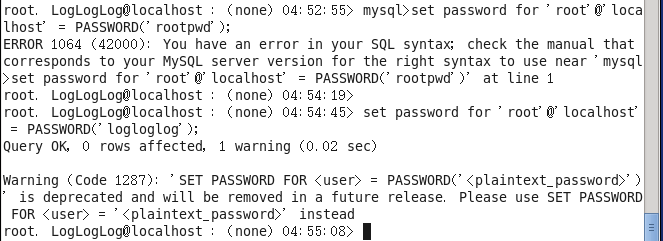 root. LogLogLog@localhost : (none) 04:52:55> mysql>set password for 'root'@'loca
lhost' = PASSWORD('rootpwd');
ERROR 1064 (42000): You have an error in your SQL syntax; check the manual that
corresponds to your MySQL server version for the right syntax to use near 'mysql
>set password for 'root'@'localhost' = PASSWORD('rootpwd')' at line 1
root. LogLogLog@localhost : (none) 04:54:19>
root. LogLogLog@localhost : (none) 04:54:45> set password for 'root'@'localhost'
 = PASSWORD('logloglog');
Query OK, 0 rows affected, 1 warning (0.02 sec)
Warning (Code 1287): 'SET PASSWORD FOR <user> = PASSWORD('<plaintext_password>')
' is deprecated and will be removed in a future release. Please use SET PASSWORD
 FOR <user> = '<plaintext_password>' instead
root. LogLogLog@localhost : (none) 04:55:08>